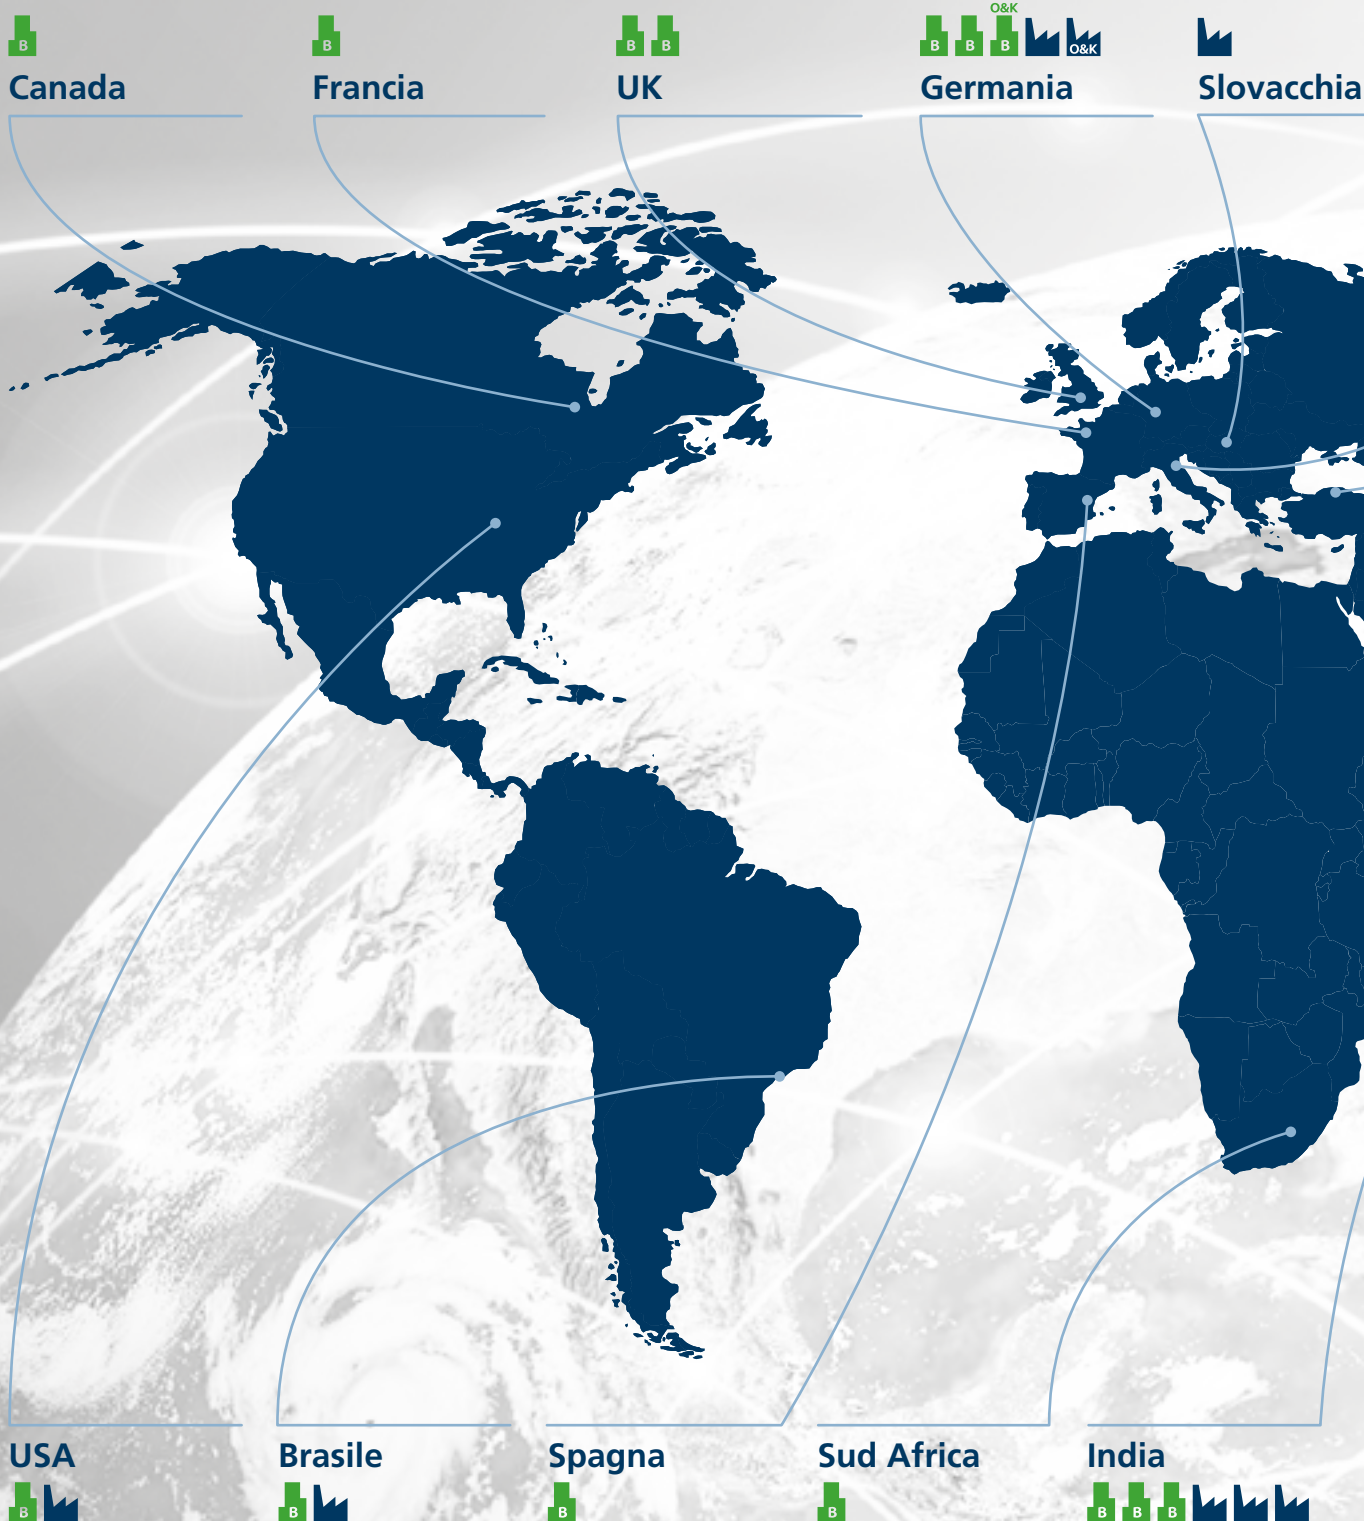 O&K
B B B B B B B O&K
Canada Francia UK Germania Slovacchia
USA Brasile Spagna Sud Africa India
B B B B B B B